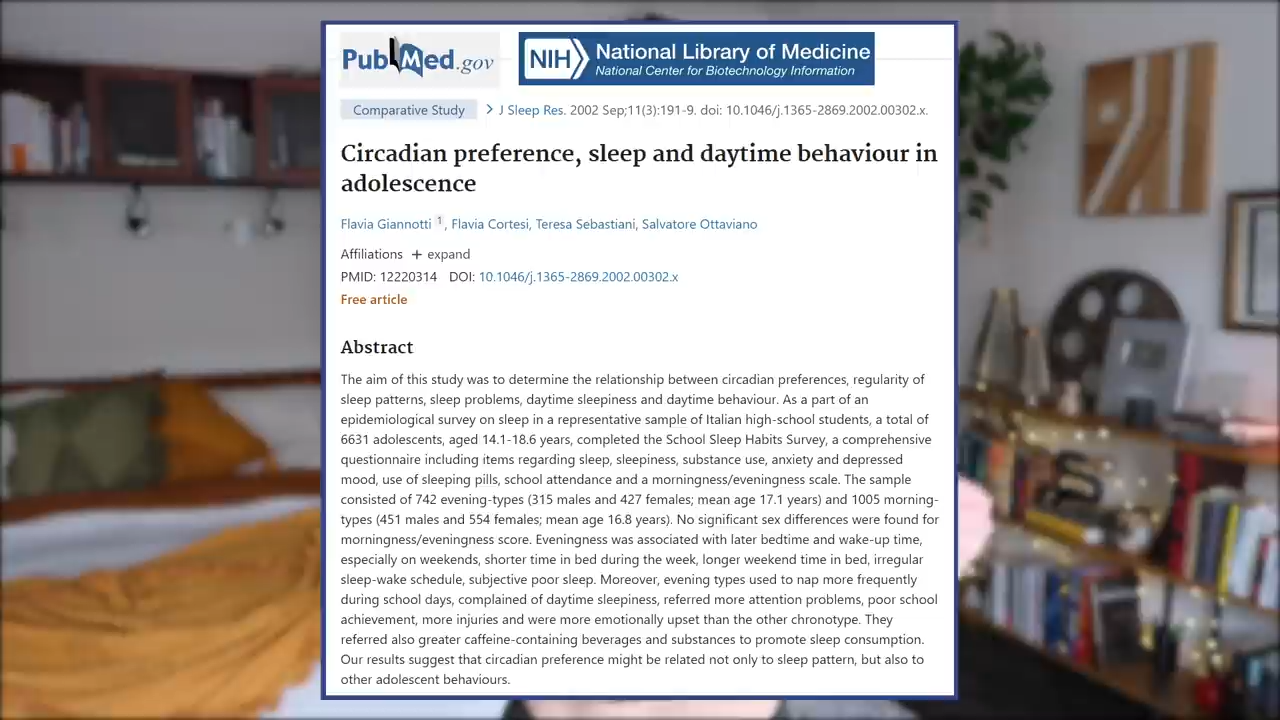 PubMed.gov
NIH National Library of Medicine
National Center for Biotechnology Information
Comparative Study > J Sleep Res. 2002 Sep;11(3):191-9. doi: 10.1046/j.1365-2869.2002.00302.x.
Circadian preference, sleep and daytime behaviour in
adolescence
Flavia Giannotti 1, Flavia Cortesi, Teresa Sebastiani, Salvatore Ottaviano
Affiliations + expand
PMID: 12220314 DOI: 10.1046/j.1365-2869.2002.00302.x
Free article
Abstract
The aim of this study was to determine the relationship between circadian preferences, regularity of
sleep patterns, sleep problems, daytime sleepiness and daytime behaviour. As a part of an
epidemiological survey on sleep in a representative sample of Italian high-school students, a total of
6631 adolescents, aged 14.1-18.6 years, completed the School Sleep Habits Survey, a comprehensive
questionnaire including items regarding sleep, sleepiness, substance use, anxiety and depressed
mood, use of sleeping pills, school attendance and a morningness/eveningness scale. The sample
consisted of 742 evening-types (315 males and 427 females; mean age 17.1 years) and 1005 morning-
types (451 males and 554 females; mean age 16.8 years). No significant sex differences were found for
morningness/eveningness score. Eveningness was associated with later bedtime and wake-up time,
especially on weekends, shorter time in bed during the week, longer weekend time in bed, irregular
sleep-wake schedule, subjective poor sleep. Moreover, evening types used to nap more frequently
during school days, complained of daytime sleepiness, referred more attention problems, poor school
achievement, more injuries and were more emotionally upset than the other chronotype. They
referred also greater caffeine-containing beverages and substances to promote sleep consumption.
Our results suggest that circadian preference might be related not only to sleep pattern, but also to
other adolescent behaviours.